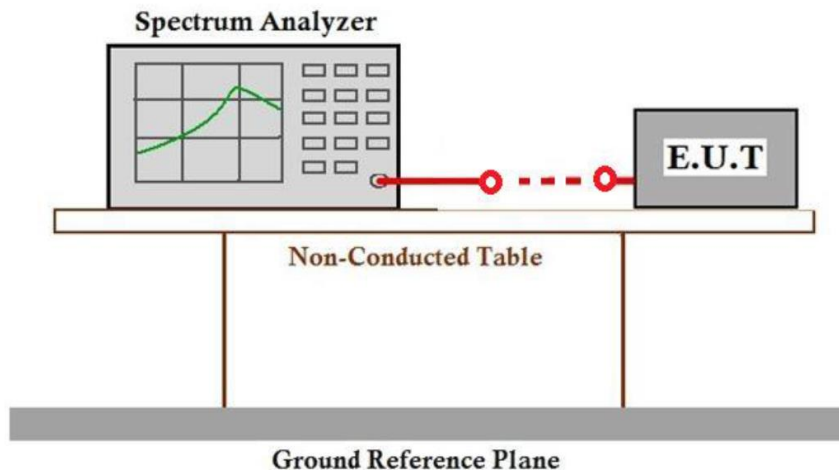 Spectrum Analyzer
E.U.T
Non-Conducted Table
Ground Reference Plane